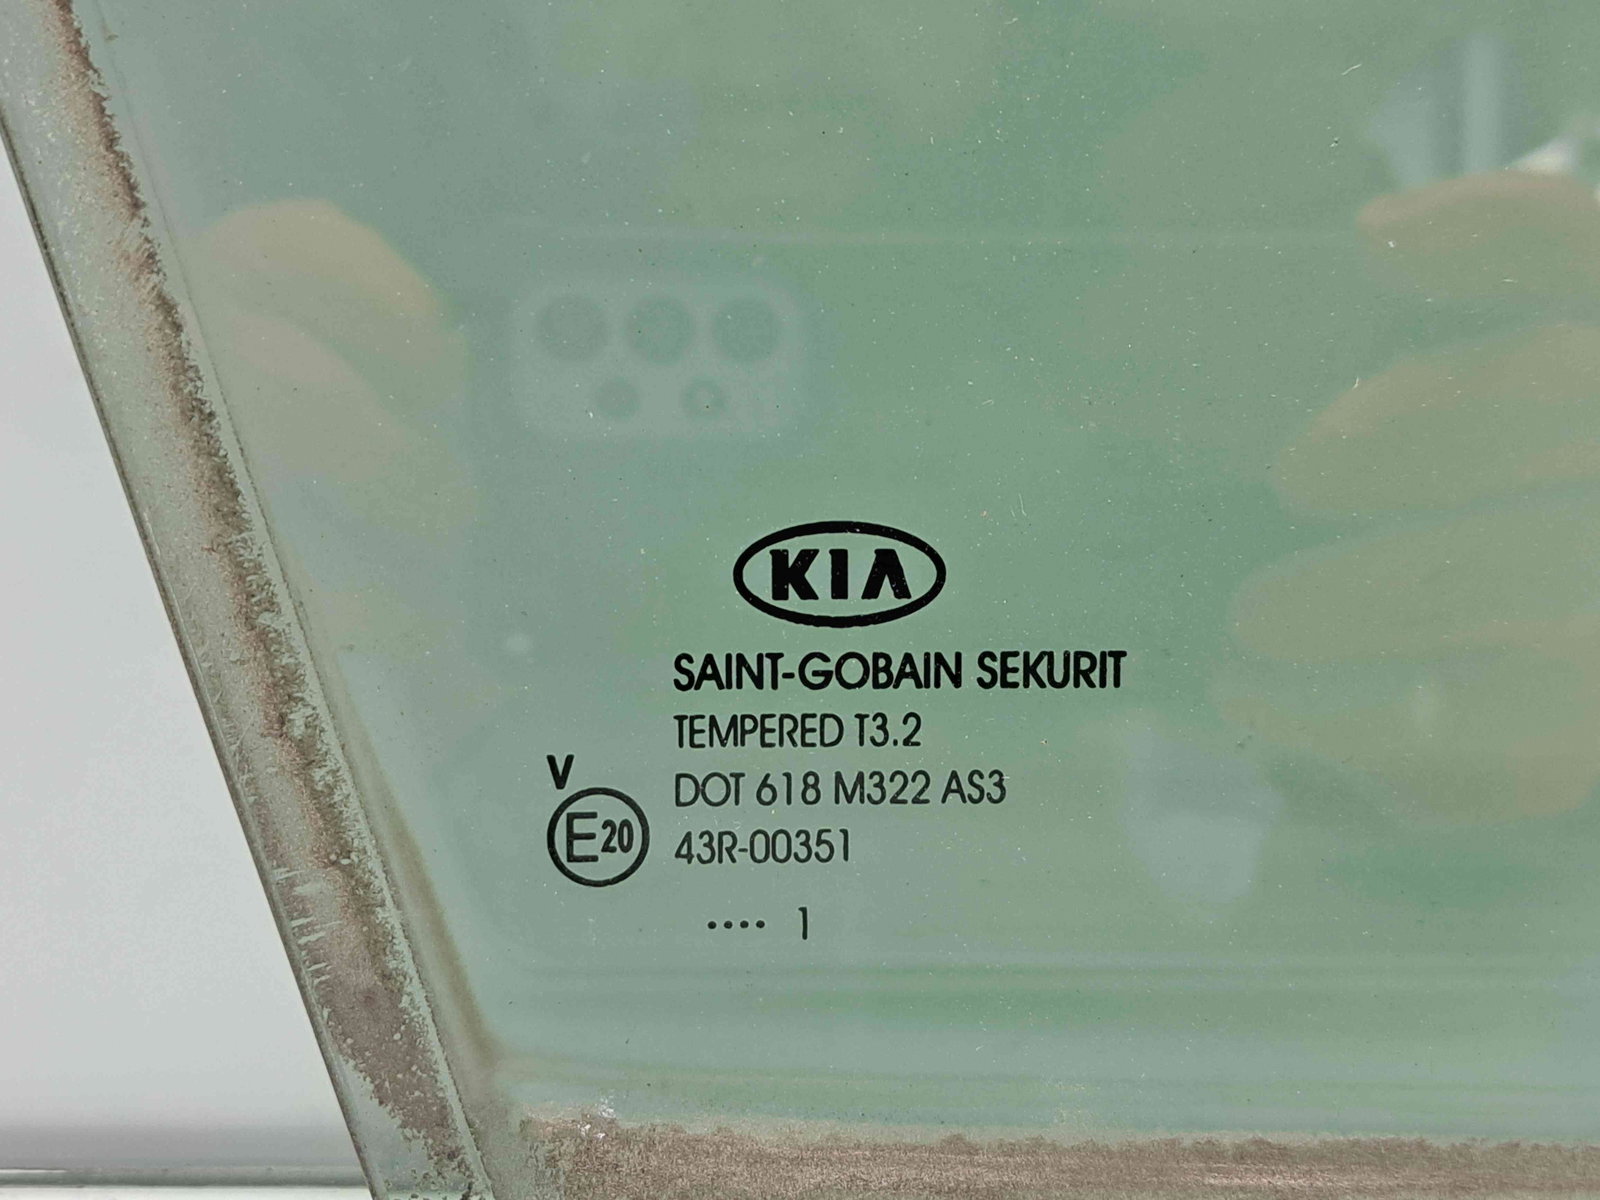 KIA
SAINT-GOBAIN SEKURIT
TEMPERED T3.2
V
DOT 618 M322 AS3
E20
43R-00351
.... 1